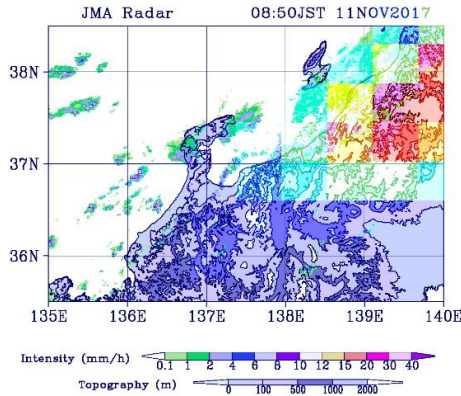 JMA Radar 08:50JST 11NOV2017
38N
37N
36N
135E 136E 137E 138E 139E 140E
Intensity (mm/h)
0.1 1 2 4 6 8 10 12 15 20 30 40
Topography (m)
0 100 500 1000 2000